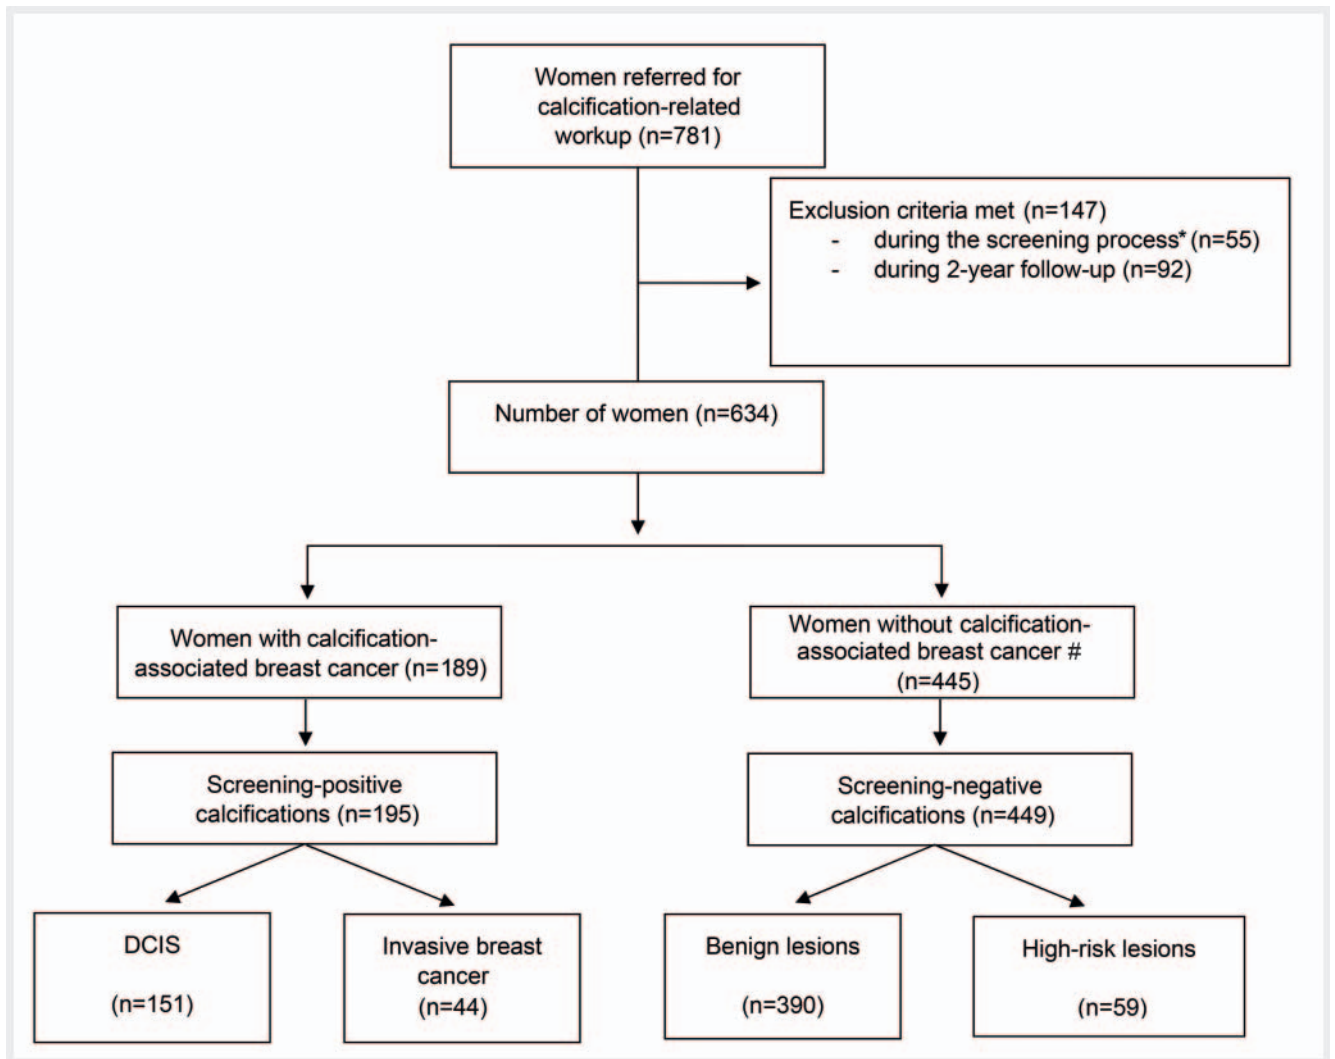 Women referred for
calcification-related
workup (n=781)
Exclusion criteria met (n=147)
- during the screening process* (n=55)
- during 2-year follow-up (n=92)
Number of women (n=634)
Women with calcification-
associated breast cancer (n=189)
Women without calcification-
associated breast cancer #
(n=445)
Screening-positive
calcifications (n=195)
Screening-negative
calcifications (n=449)
DCIS
(n=151)
Invasive breast
cancer
(n=44)
Benign lesions
(n=390)
High-risk lesions
(n=59)